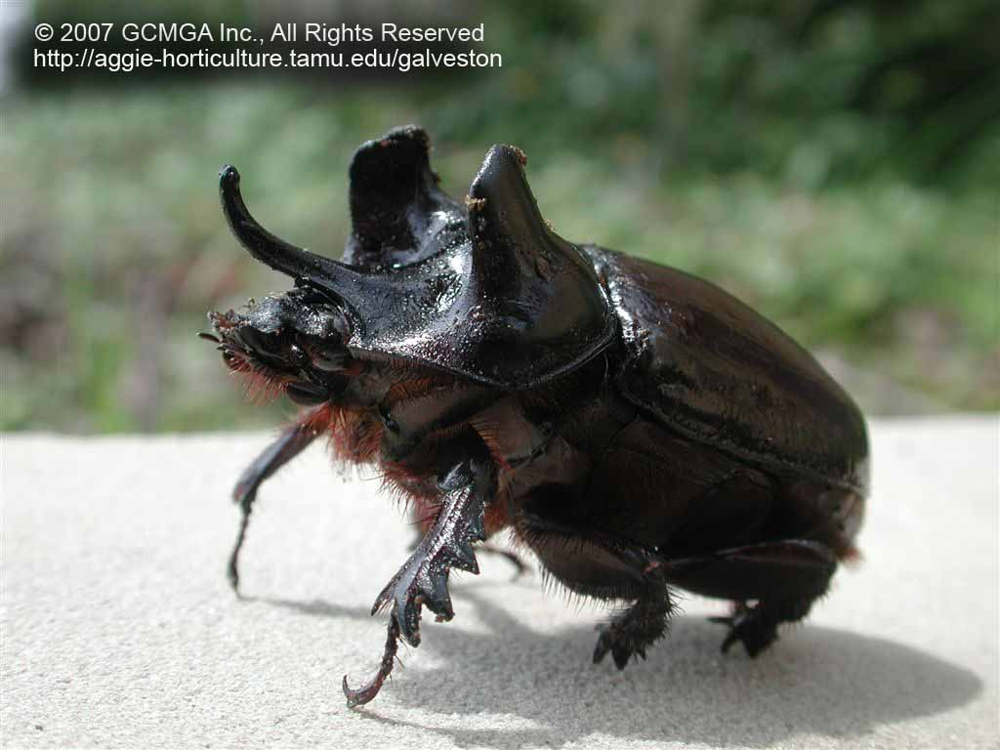 © 2007 GCMGA Inc., All Rights Reserved
http://aggie-horticulture.tamu.edu/galveston